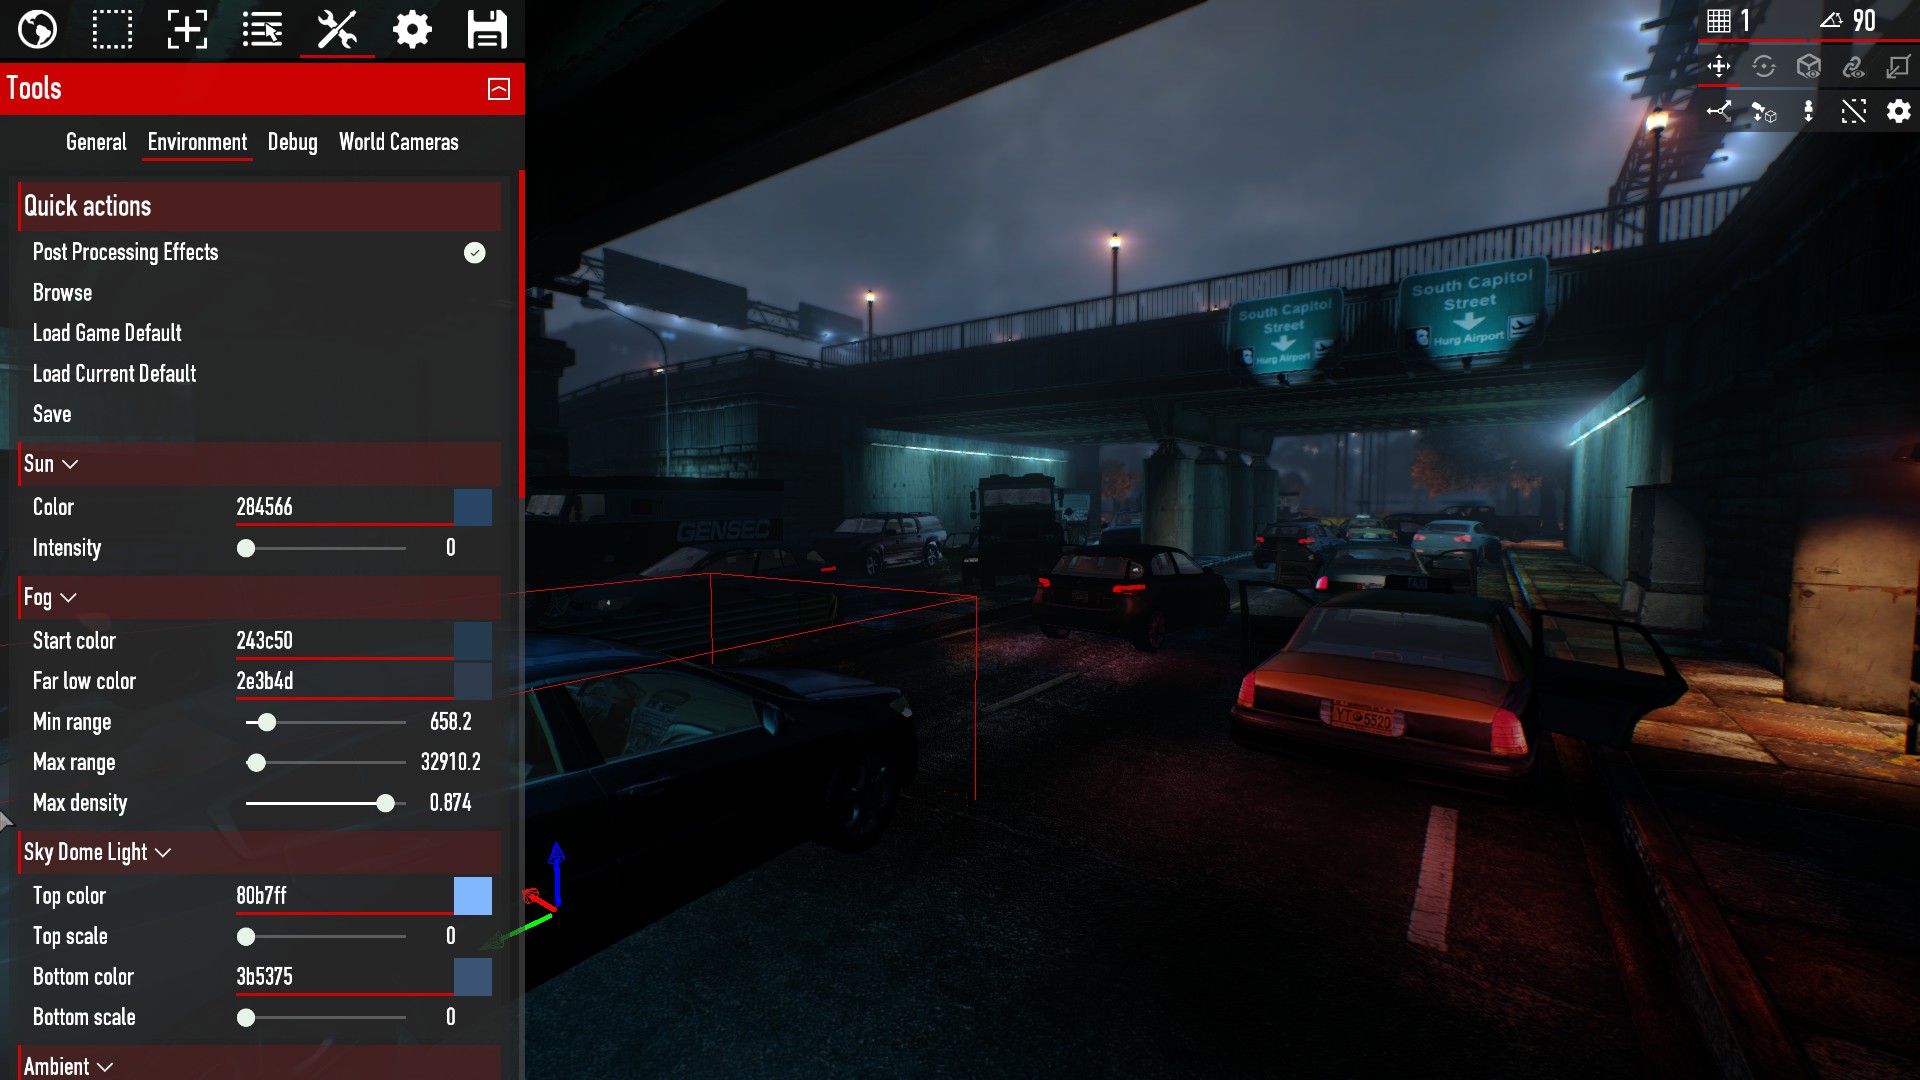 1 90
Tools
General Environment Debug World Cameras
Quick actions
Post Processing Effects
Browse
Load Game Default
Load Current Default
Save
Sun
Color 284566
Intensity 0
Fog
Start color 243c50
Far low color 2e3b4d
Min range 658.2
Max range 32910.2
Max density 0.874
Sky Dome Light
Top color 80b7ff
Top scale 0
Bottom color 3b5375
Bottom scale 0
Ambient
South Capitol
Street
Hurg Airport
South Capitol
Street
Hurg Airport
GENSEC
TAXI
5520